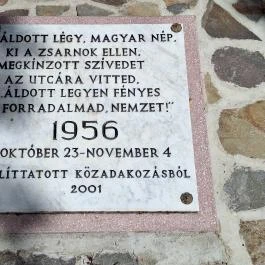 ÁLDOTT LÉGY, MAGYAR NÉP,
KI A ZSARNOK ELLEN,
MEGKÍNZOTT SZÍVEDET
AZ UTCÁRA VITTED,
ÁLDOTT LEGYEN FÉNYES
FORRADALMAD, NEMZET!"
1956
OKTÓBER 23-NOVEMBER 4
ÁLLÍTTATOTT KÖZADAKOZÁSBÓL
2001